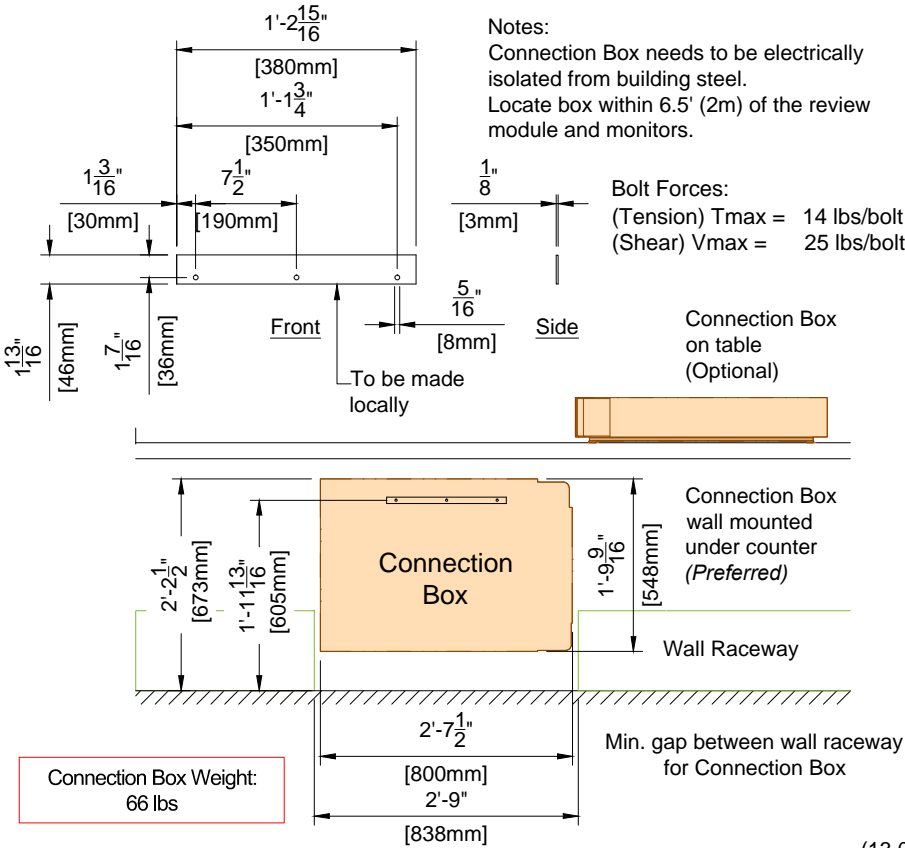 1'-2 15/16"
[380mm]
1'-1 3/4"
[350mm]
1 3/16"
[30mm]
7 1/2"
[190mm]
1/8"
[3mm]
Notes:
Connection Box needs to be electrically
isolated from building steel.
Locate box within 6.5' (2m) of the review
module and monitors.
Bolt Forces:
(Tension) Tmax = 14 lbs/bolt
(Shear) Vmax = 25 lbs/bolt
1 13/16"
[46mm]
1 7/16"
[36mm]
Front
5/16"
[8mm]
Side
To be made
locally
Connection Box
on table
(Optional)
2'-2 1/2"
[673mm]
1'-11 13/16"
[605mm]
Connection
Box
1'-9 9/16"
[548mm]
Connection Box
wall mounted
under counter
(Preferred)
Wall Raceway
2'-7 1/2"
[800mm]
2'-9"
[838mm]
Min. gap between wall raceway
for Connection Box
Connection Box Weight:
66 lbs